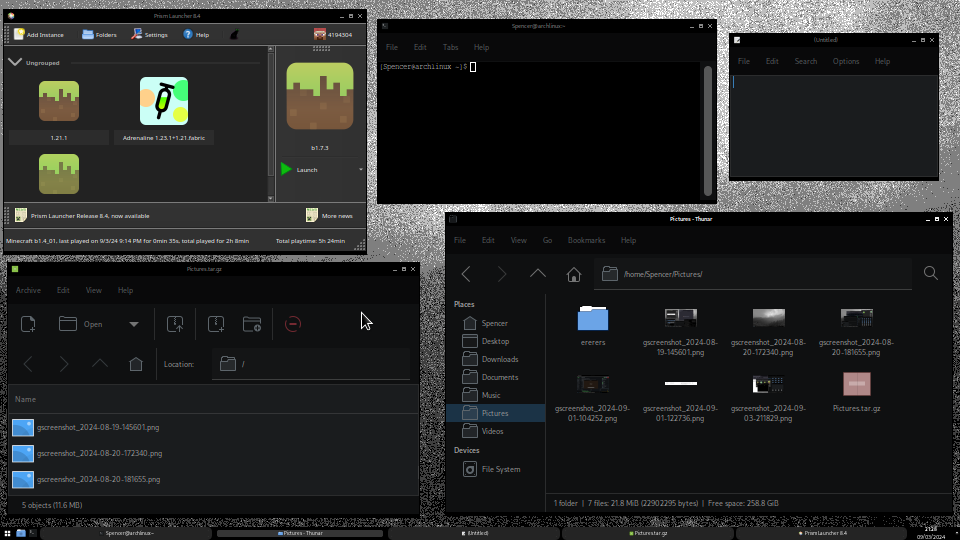 Prism Launcher 8.4
Add Instance
Folders
Settings
Help
4194304
Ungrouped
1.21.1
Adrenaline 1.23.1+1.21.fabric
b1.7.3
Launch
Prism Launcher Release 8.4, now available
More news
Minecraft b1.4_01, last played on 9/3/24 9:14 PM for 0min 35s, total played for 2h 8min
Total playtime: 5h 24min
Spencer@archlinux:~
File Edit Tabs Help
[Spencer@archlinux ~]$
(Untitled)
File Edit Search Options Help
Pictures.tar.gz
Archive Edit View Help
Open
Location:
/
Name
gscreenshot_2024-08-19-145601.png
gscreenshot_2024-08-20-172340.png
gscreenshot_2024-08-20-181655.png
5 objects (11.6 MB)
Pictures - Thunar
File Edit View Go Bookmarks Help
/home/Spencer/Pictures/
Places
Spencer
Desktop
Downloads
Documents
Music
Pictures
Videos
Devices
File System
ererers
gscreenshot_2024-08-
19-145601.png
gscreenshot_2024-08-
20-172340.png
gscreenshot_2024-08-
20-181655.png
gscreenshot_2024-09-
01-104252.png
gscreenshot_2024-09-
01-122736.png
gscreenshot_2024-09-
03-211829.png
Pictures.tar.gz
1 folder | 7 files: 21.8 MiB (22902295 bytes) | Free space: 258.8 GiB
Spencer@archlinux:~
Pictures - Thunar
(Untitled)
Pictures.tar.gz
Prism Launcher 8.4
09/03/2024